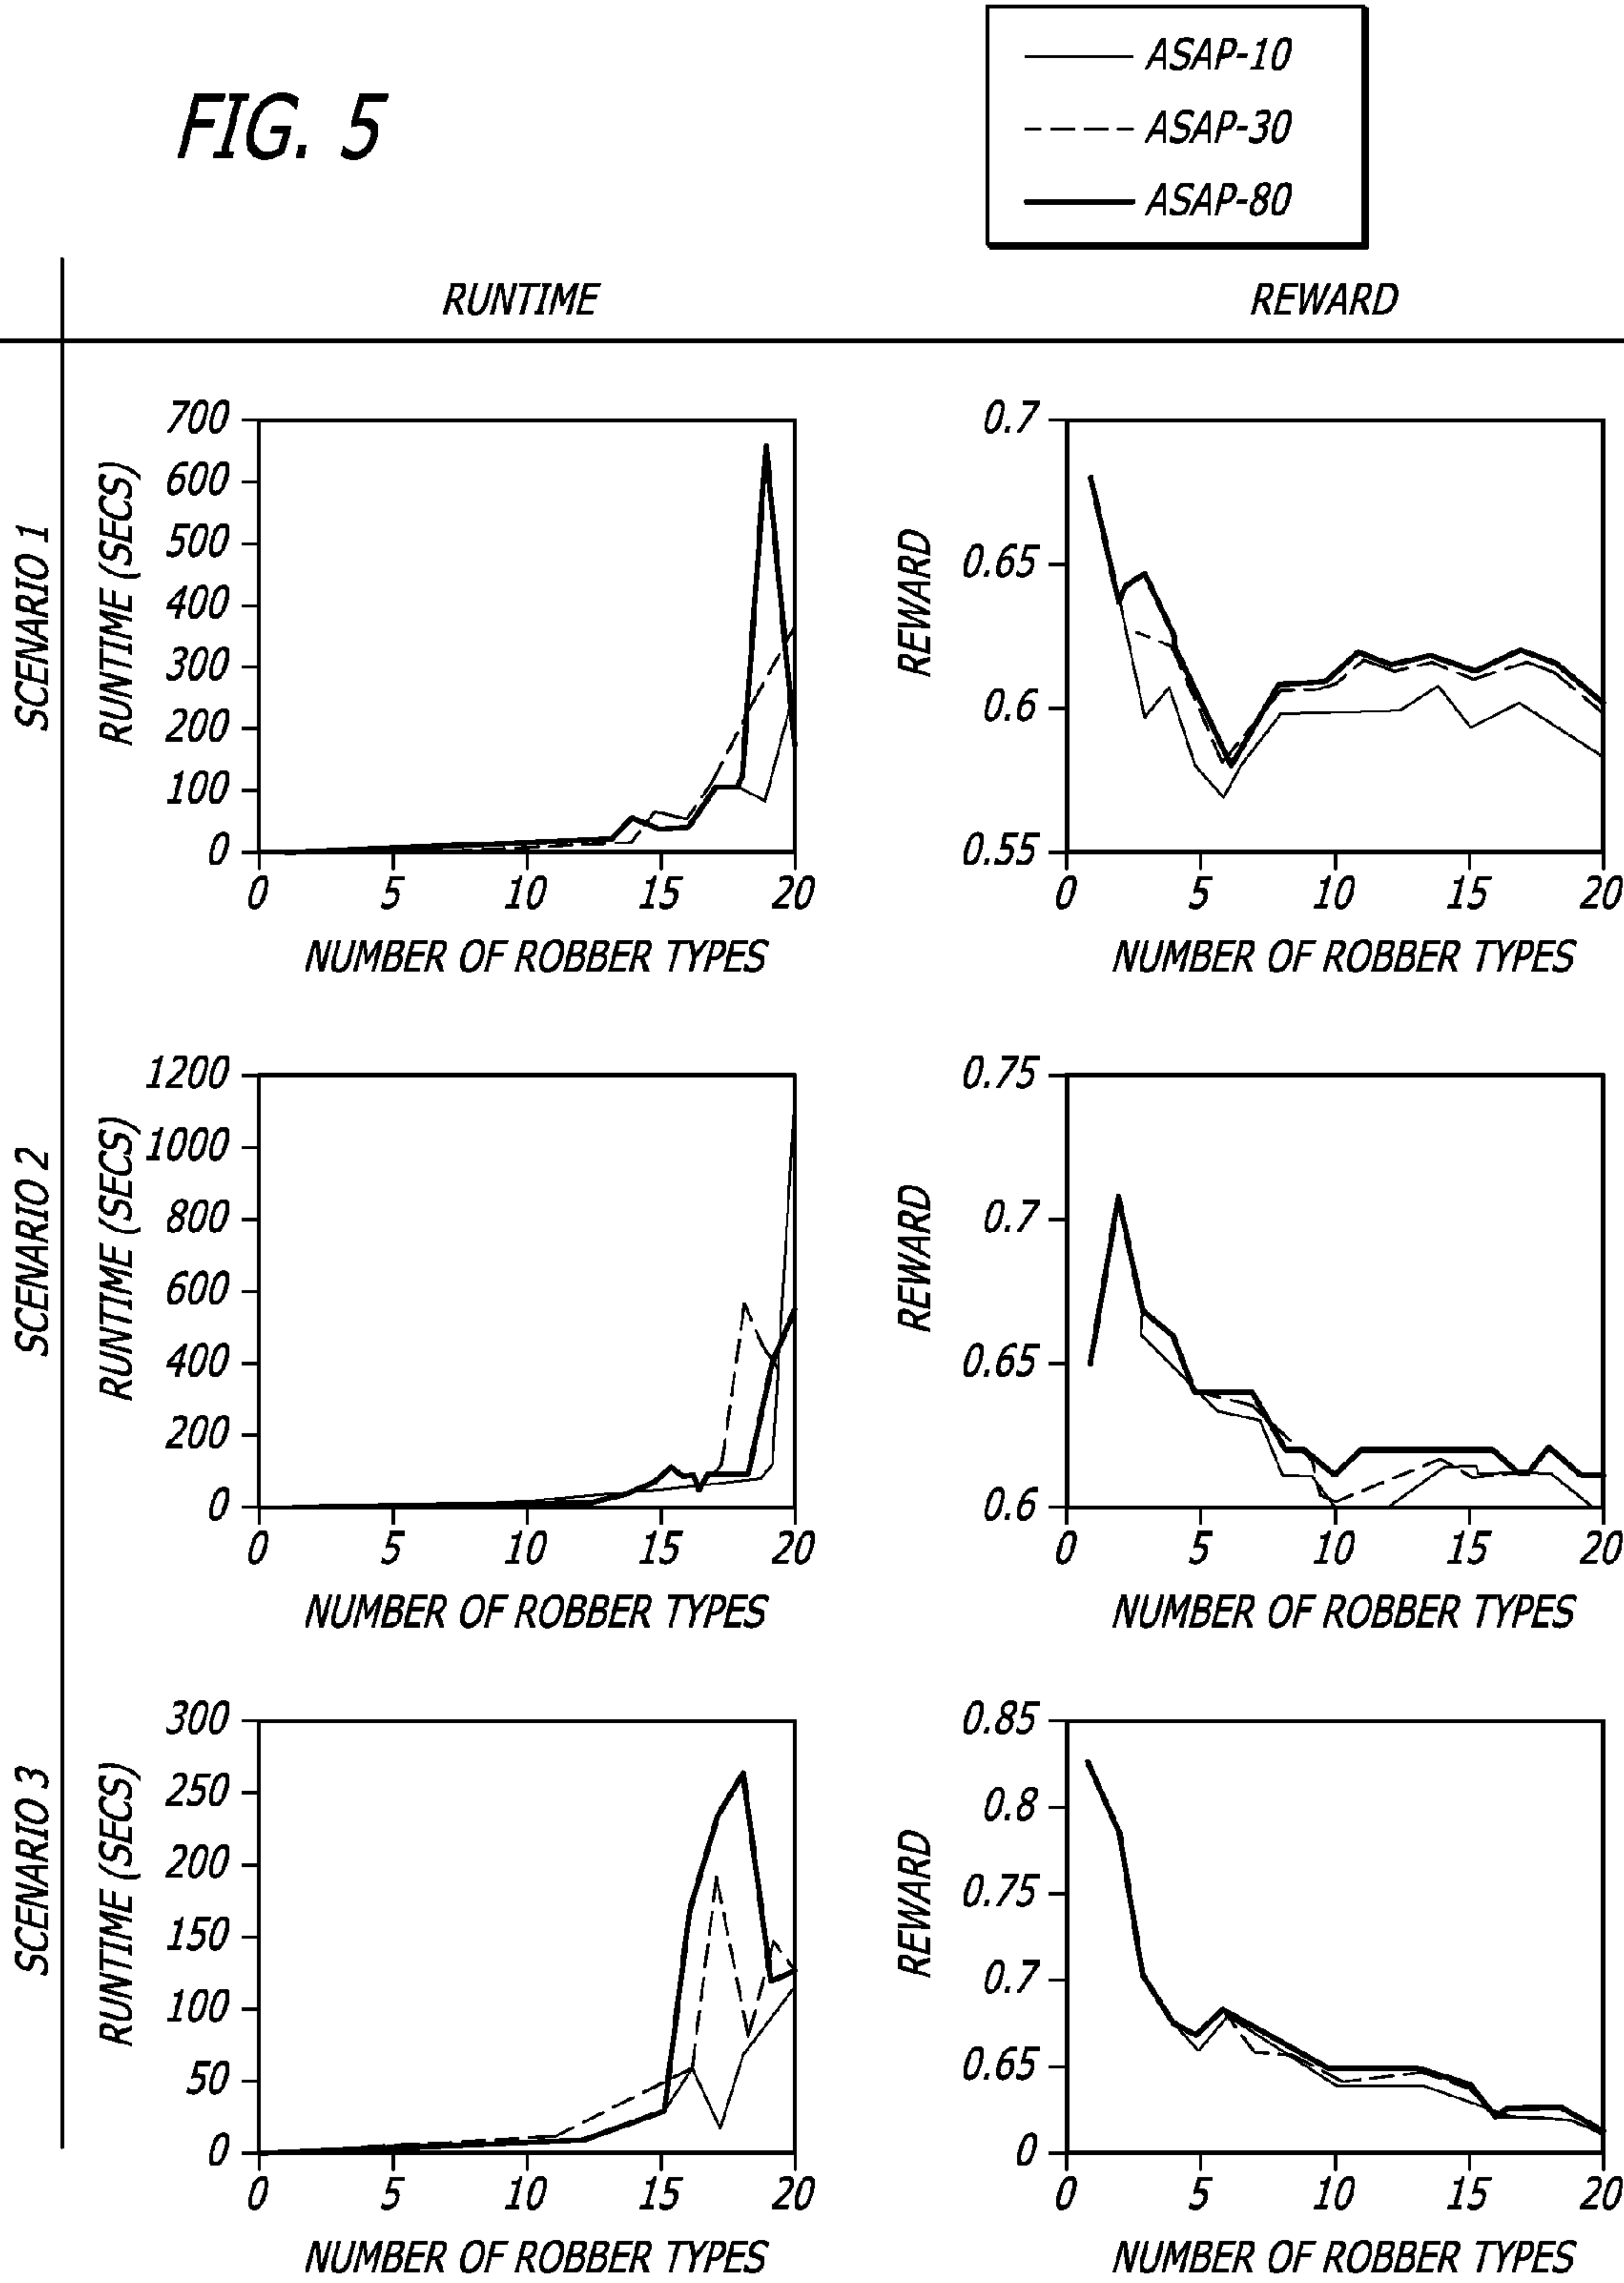 FIG. 5
ASAP-10
ASAP-30
ASAP-80
RUNTIME
REWARD
SCENARIO 1
RUNTIME (SECS)
700
600
500
400
300
200
100
0
0 5 10 15 20
NUMBER OF ROBBER TYPES
REWARD
0.7
0.65
0.6
0.55
0 5 10 15 20
NUMBER OF ROBBER TYPES
SCENARIO 2
RUNTIME (SECS)
1200
1000
800
600
400
200
0
0 5 10 15 20
NUMBER OF ROBBER TYPES
REWARD
0.75
0.7
0.65
0.6
0 5 10 15 20
NUMBER OF ROBBER TYPES
SCENARIO 3
RUNTIME (SECS)
300
250
200
150
100
50
0
0 5 10 15 20
NUMBER OF ROBBER TYPES
REWARD
0.85
0.8
0.75
0.7
0.65
0
0 5 10 15 20
NUMBER OF ROBBER TYPES